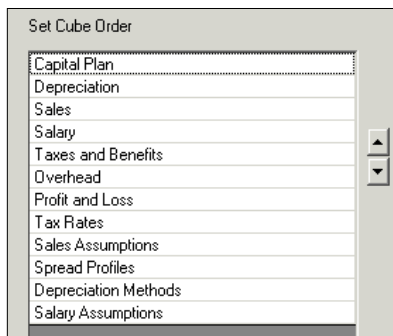 Set Cube Order
Capital Plan
Depreciation
Sales
Salary
Taxes and Benefits
Overhead
Profit and Loss
Tax Rates
Sales Assumptions
Spread Profiles
Depreciation Methods
Salary Assumptions